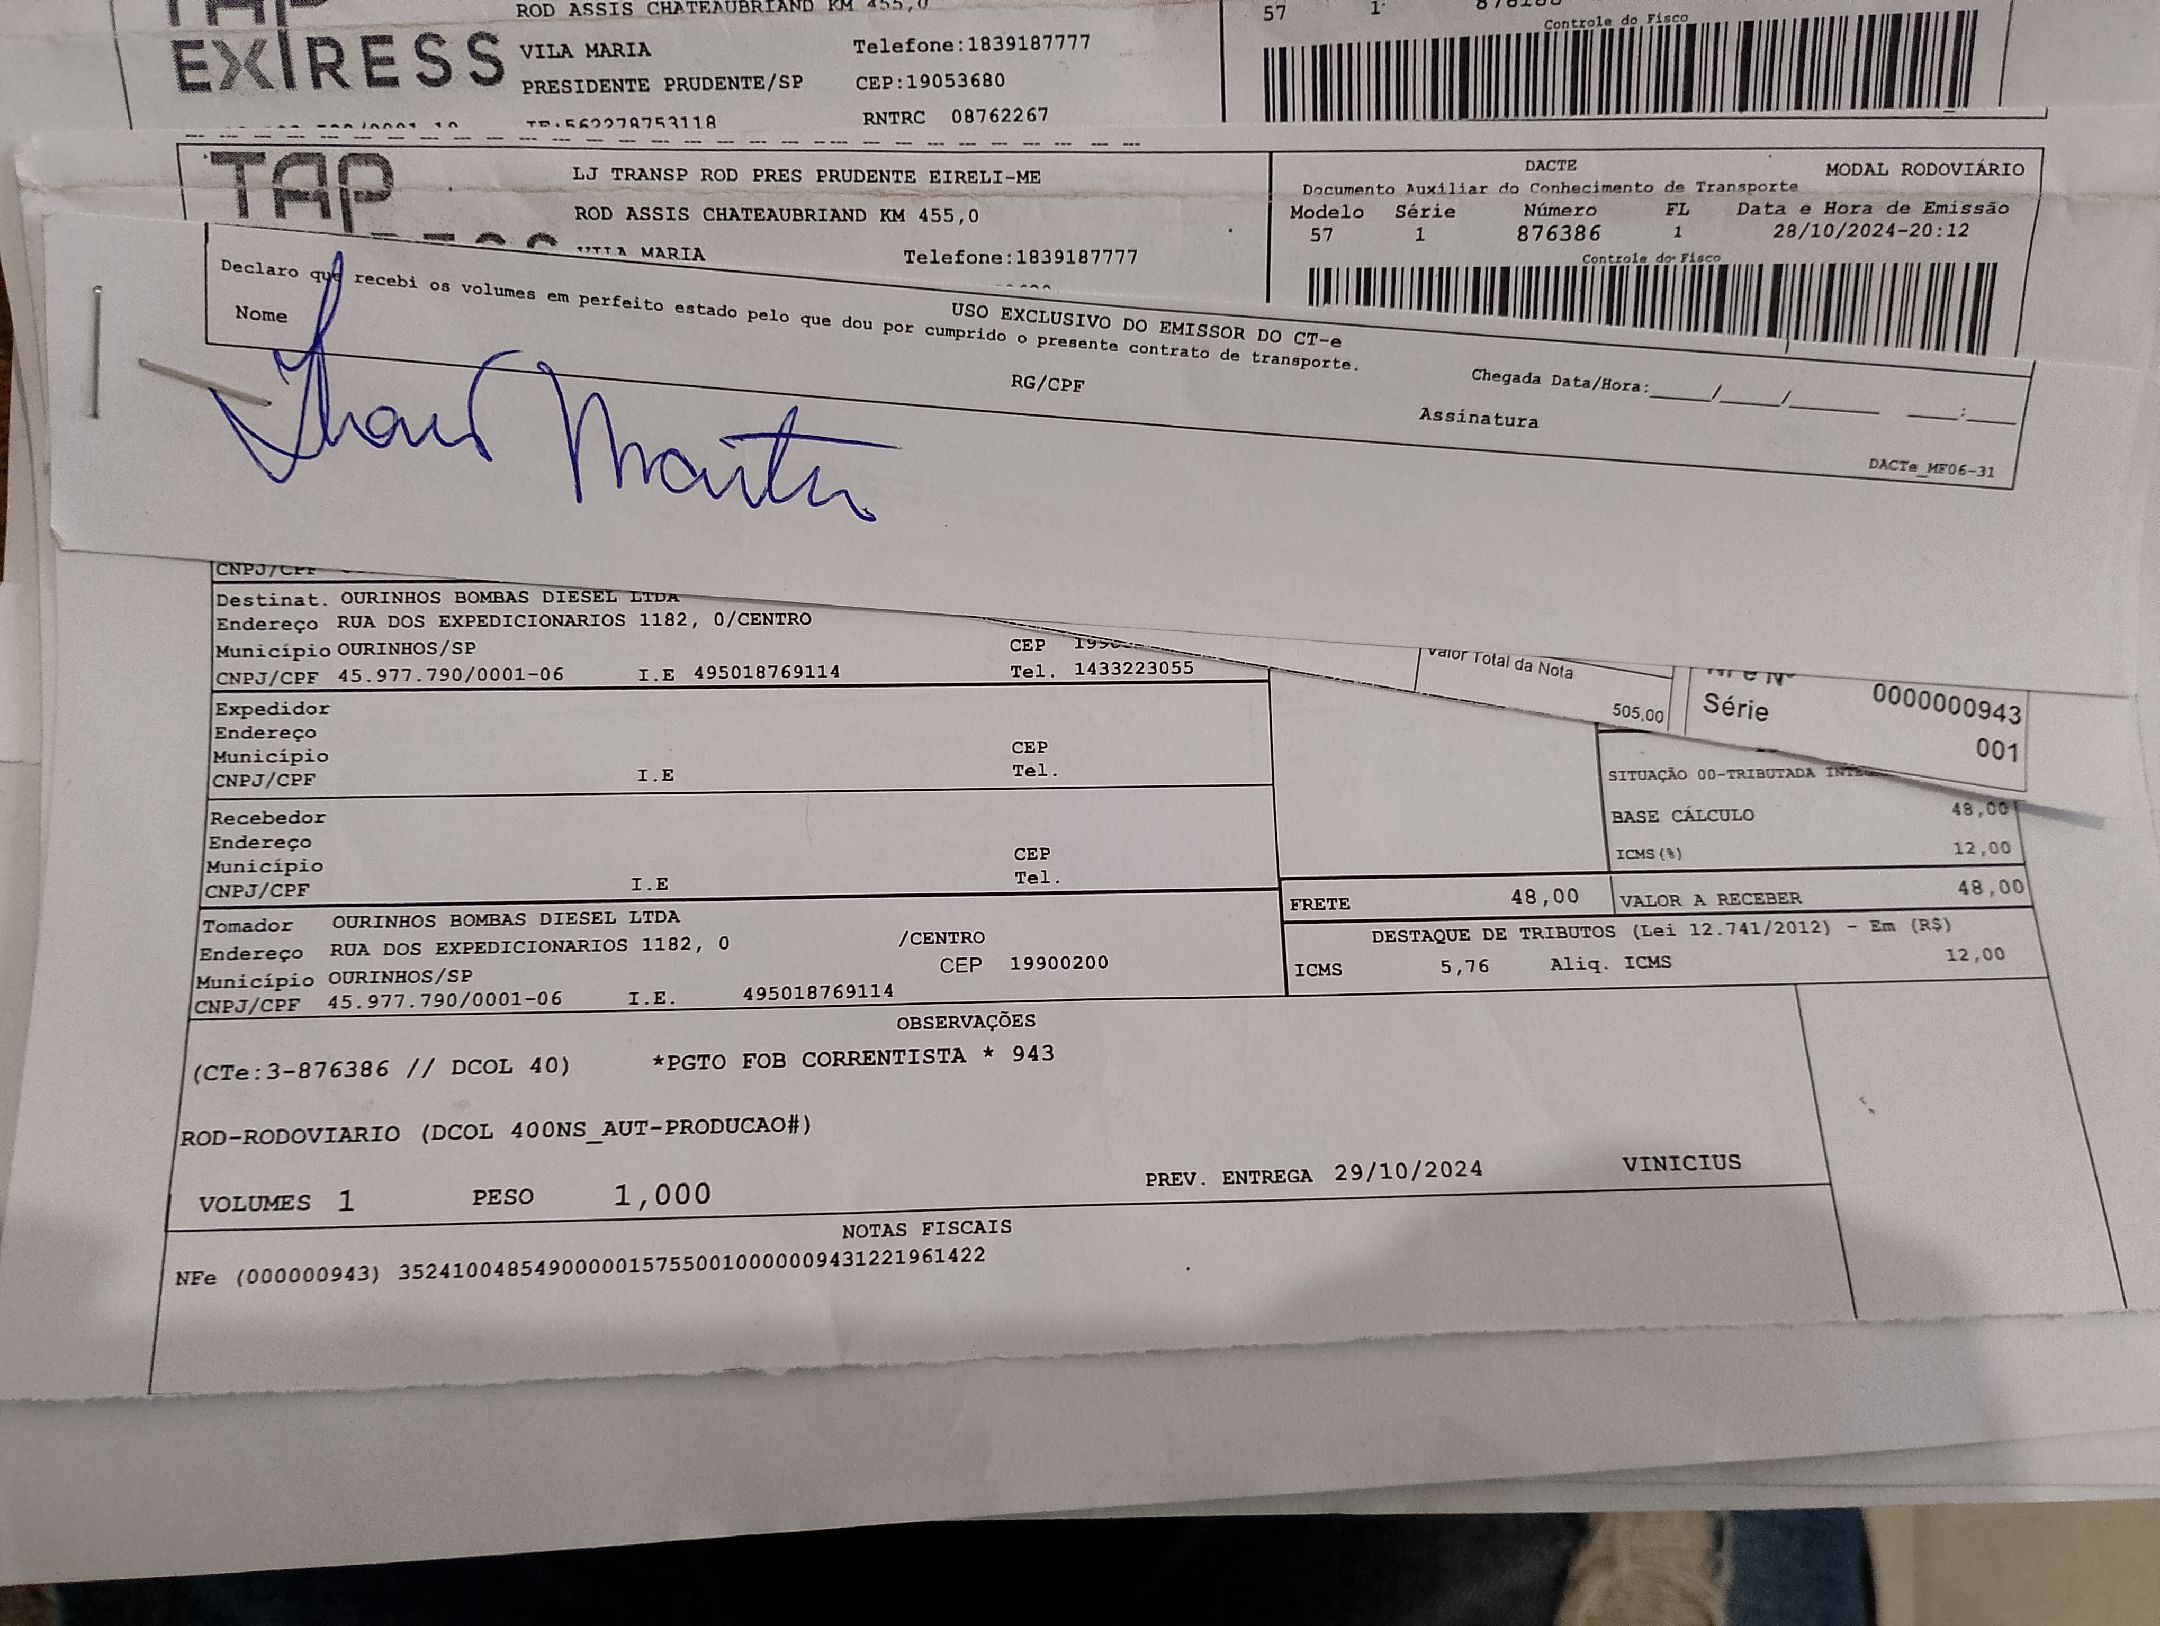 EXPRESS
ROD ASSIS CHATEAUBRIAND KM 455,0
VILA MARIA Telefone:1839187777
PRESIDENTE PRUDENTE/SP CEP:19053680
IE:562278753118 RNTRC 08762267
57 1
Controle do Fisco
TAP
LJ TRANSP ROD PRES PRUDENTE EIRELI-ME
ROD ASSIS CHATEAUBRIAND KM 455,0
VILA MARIA Telefone:1839187777
DACTE MODAL RODOVIÁRIO
Documento Auxiliar do Conhecimento de Transporte
Modelo Série Número FL Data e Hora de Emissão
57 1 876386 1 28/10/2024-20:12
Controle do Fisco
USO EXCLUSIVO DO EMISSOR DO CT-e
Declaro que recebi os volumes em perfeito estado pelo que dou por cumprido o presente contrato de transporte.
Nome RG/CPF Assinatura
Chegada Data/Hora:____/____/______ ___:___
DACTe_MF06-31
CNPJ/CPF
Destinat. OURINHOS BOMBAS DIESEL LTDA
Endereço RUA DOS EXPEDICIONARIOS 1182, 0/CENTRO
Município OURINHOS/SP CEP
CNPJ/CPF 45.977.790/0001-06 I.E 495018769114 Tel. 1433223055
Valor Total da Nota
505,00
NF-e Nº 0000000943
Série 001
Expedidor
Endereço
Município CEP
CNPJ/CPF I.E Tel.
Recebedor
Endereço
Município CEP
CNPJ/CPF I.E Tel.
SITUAÇÃO 00-TRIBUTADA
BASE CÁLCULO 48,00
ICMS(%) 12,00
FRETE 48,00 VALOR A RECEBER 48,00
DESTAQUE DE TRIBUTOS (Lei 12.741/2012) - Em (R$)
ICMS 5,76 Aliq. ICMS 12,00
Tomador OURINHOS BOMBAS DIESEL LTDA
Endereço RUA DOS EXPEDICIONARIOS 1182, 0 /CENTRO
Município OURINHOS/SP CEP 19900200
CNPJ/CPF 45.977.790/0001-06 I.E. 495018769114
OBSERVAÇÕES
(CTe:3-876386 // DCOL 40) *PGTO FOB CORRENTISTA * 943
ROD-RODOVIARIO (DCOL 400NS_AUT-PRODUCAO#)
VOLUMES 1 PESO 1,000 PREV. ENTREGA 29/10/2024 VINICIUS
NOTAS FISCAIS
NFe (000000943) 35241004854900000157550010000009431221961422